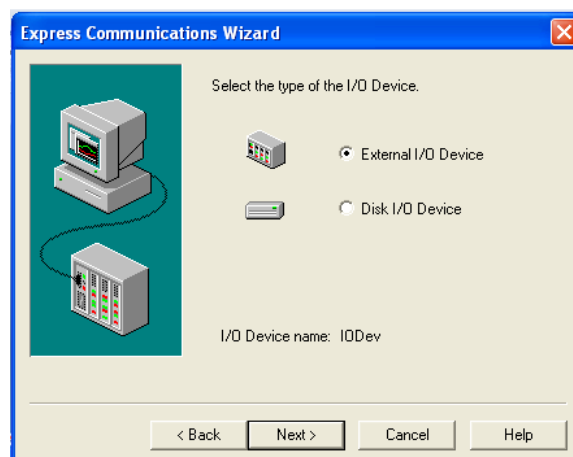 Express Communications Wizard
Select the type of the I/O Device.
External I/O Device
Disk I/O Device
I/O Device name: IODev
< Back Next > Cancel Help